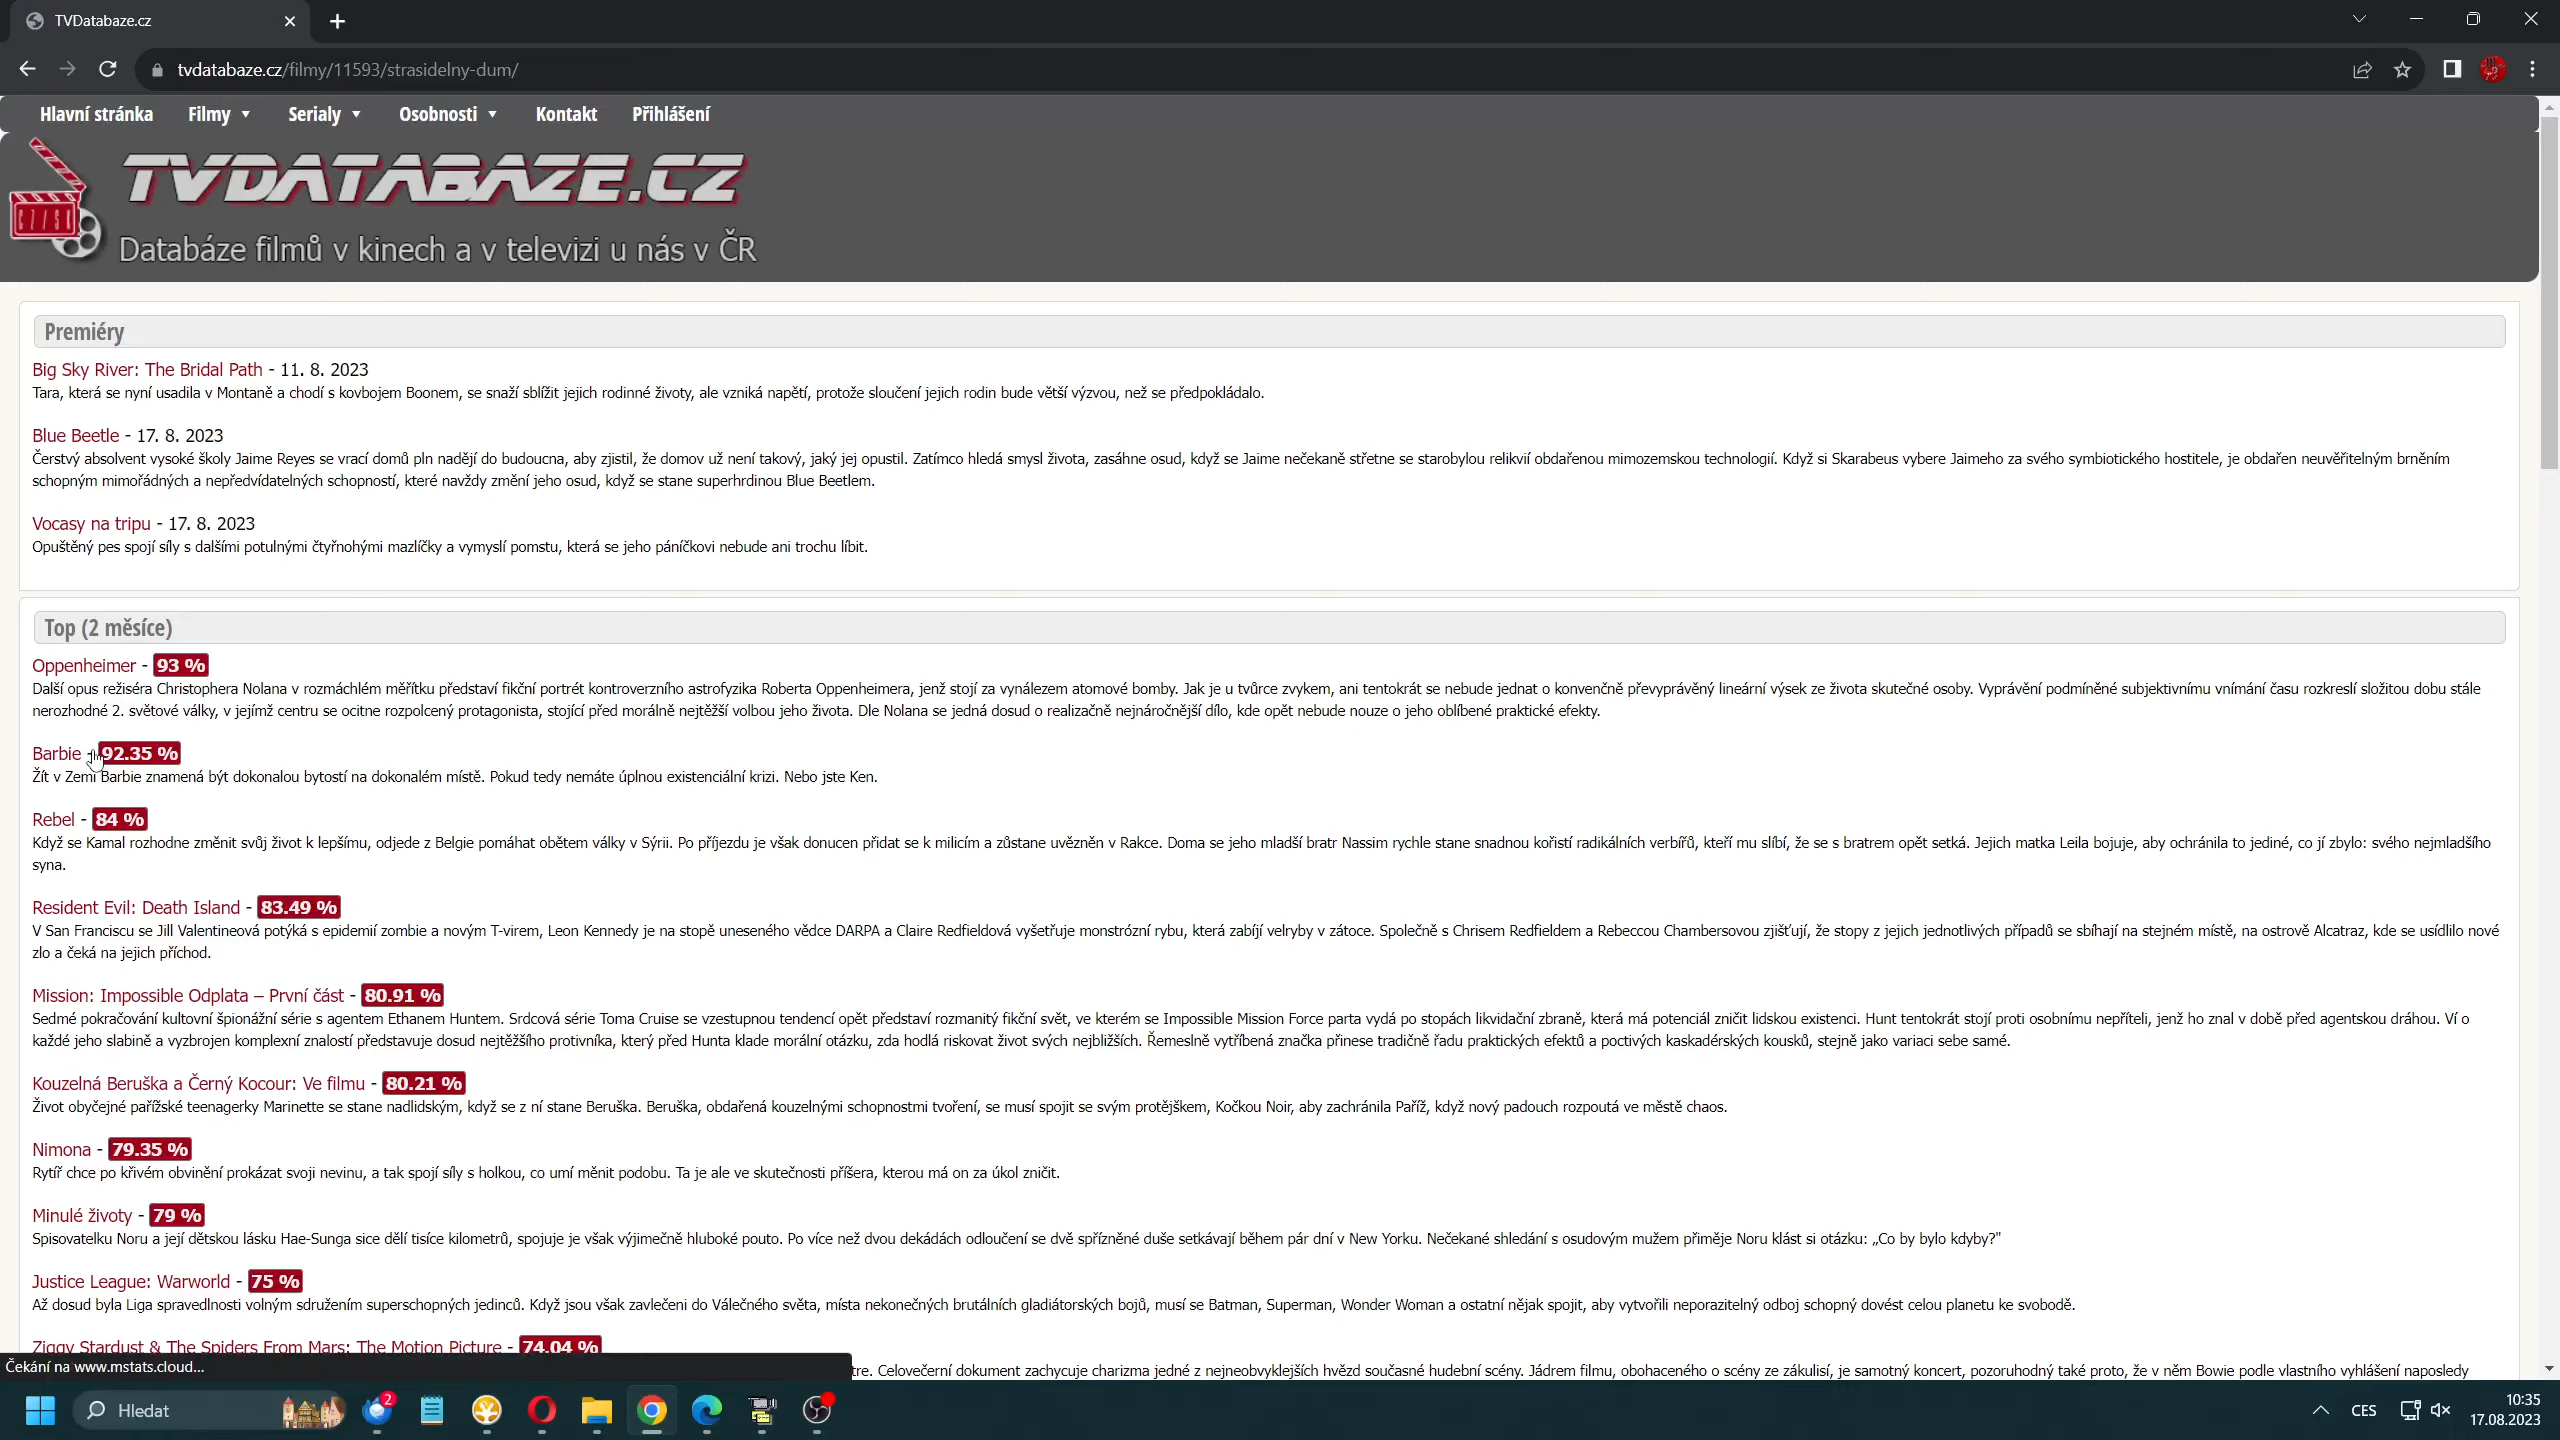 TVDatabaze.cz
tvdatabaze.cz/filmy/11593/strasidelny-dum/
Hlavní stránka Filmy Serialy Osobnosti Kontakt Přihlášení
TVDATABAZE.CZ
Databáze filmů v kinech a v televizi u nás v ČR
Premiéry
Big Sky River: The Bridal Path - 11. 8. 2023
Tara, která se nyní usadila v Montaně a chodí s kovbojem Boonem, se snaží sblížit jejich rodinné životy, ale vzniká napětí, protože sloučení jejich rodin bude větší výzvou, než se předpokládalo.
Blue Beetle - 17. 8. 2023
Čerstvý absolvent vysoké školy Jaime Reyes se vrací domů pln nadějí do budoucna, aby zjistil, že domov už není takový, jaký jej opustil. Zatímco hledá smysl života, zasáhne osud, když se Jaime nečekaně střetne se starobylou relikvií obdařenou mimozemskou technologií. Když si Skarabeus vybere Jaimeho za svého symbiotického hostitele, je obdařen neuvěřitelným brněním
schopným mimořádných a nepředvídatelných schopností, které navždy změní jeho osud, když se stane superhrdinou Blue Beetlem.
Vocasy na tripu - 17. 8. 2023
Opuštěný pes spojí síly s dalšími potulnými čtyřnohými mazlíčky a vymyslí pomstu, která se jeho páníčkovi nebude ani trochu líbit.
Top (2 měsíce)
Oppenheimer - 93 %
Další opus režiséra Christophera Nolana v rozmáchlém měřítku představí fikční portrét kontroverzního astrofyzika Roberta Oppenheimera, jenž stojí za vynálezem atomové bomby. Jak je u tvůrce zvykem, ani tentokrát se nebude jednat o konvenčně převyprávěný lineární výsek ze života skutečné osoby. Vyprávění podmíněné subjektivnímu vnímání času rozkreslí složitou dobu stále
nerozhodné 2. světové války, v jejímž centru se ocitne rozpolcený protagonista, stojící před morálně nejtěžší volbou jeho života. Dle Nolana se jedná dosud o realizačně nejnáročnější dílo, kde opět nebude nouze o jeho oblíbené praktické efekty.
Barbie - 92.35 %
Žít v Zemi Barbie znamená být dokonalou bytostí na dokonalém místě. Pokud tedy nemáte úplnou existenciální krizi. Nebo jste Ken.
Rebel - 84 %
Když se Kamal rozhodne změnit svůj život k lepšímu, odjede z Belgie pomáhat obětem války v Sýrii. Po příjezdu je však donucen přidat se k milicím a zůstane uvězněn v Rakce. Doma se jeho mladší bratr Nassim rychle stane snadnou kořistí radikálních verbířů, kteří mu slíbí, že se s bratrem opět setká. Jejich matka Leila bojuje, aby ochránila to jediné, co jí zbylo: svého nejmladšího
syna.
Resident Evil: Death Island - 83.49 %
V San Franciscu se Jill Valentineová potýká s epidemií zombie a novým T-virem, Leon Kennedy je na stopě uneseného vědce DARPA a Claire Redfieldová vyšetřuje monstrózní rybu, která zabíjí velryby v zátoce. Společně s Chrisem Redfieldem a Rebeccou Chambersovou zjišťují, že stopy z jejich jednotlivých případů se sbíhají na stejném místě, na ostrově Alcatraz, kde se usídlilo nové
zlo a čeká na jejich příchod.
Mission: Impossible Odplata – První část - 80.91 %
Sedmé pokračování kultovní špionážní série s agentem Ethanem Huntem. Srdcová série Toma Cruise se vzestupnou tendencí opět představí rozmanitý fikční svět, ve kterém se Impossible Mission Force parta vydá po stopách likvidační zbraně, která má potenciál zničit lidskou existenci. Hunt tentokrát stojí proti osobnímu nepříteli, jenž ho znal v době před agentskou dráhou. Ví o
každé jeho slabině a vyzbrojen komplexní znalostí představuje dosud nejtěžšího protivníka, který před Hunta klade morální otázku, zda hodlá riskovat život svých nejbližších. Řemeslně vytříbená značka přinese tradičně řadu praktických efektů a poctivých kaskadérských kousků, stejně jako variaci sebe samé.
Kouzelná Beruška a Černý Kocour: Ve filmu - 80.21 %
Život obyčejné pařížské teenagerky Marinette se stane nadlidským, když se z ní stane Beruška. Beruška, obdařená kouzelnými schopnostmi tvoření, se musí spojit se svým protějškem, Kočkou Noir, aby zachránila Paříž, když nový padouch rozpoutá ve městě chaos.
Nimona - 79.35 %
Rytíř chce po křivém obvinění prokázat svoji nevinu, a tak spojí síly s holkou, co umí měnit podobu. Ta je ale ve skutečnosti příšera, kterou má on za úkol zničit.
Minulé životy - 79 %
Spisovatelku Noru a její dětskou lásku Hae-Sunga sice dělí tisíce kilometrů, spojuje je však výjimečně hluboké pouto. Po více než dvou dekádách odloučení se dvě spřízněné duše setkávají během pár dní v New Yorku. Nečekané shledání s osudovým mužem přiměje Noru klást si otázku: „Co by bylo kdyby?"
Justice League: Warworld - 75 %
Až dosud byla Liga spravedlnosti volným sdružením superschopných jedinců. Když jsou však zavlečeni do Válečného světa, místa nekonečných brutálních gladiátorských bojů, musí se Batman, Superman, Wonder Woman a ostatní nějak spojit, aby vytvořili neporazitelný odboj schopný dovést celou planetu ke svobodě.
Ziggy Stardust & The Spiders From Mars: The Motion Picture - 74.04 %
Čekání na www.mstats.cloud...
tre. Celovečerní dokument zachycuje charizma jedné z nejneobvyklejších hvězd současné hudební scény. Jádrem filmu, obohaceného o scény ze zákulisí, je samotný koncert, pozoruhodný také proto, že v něm Bowie podle vlastního vyhlášení naposledy
Hledat
2
CES
10:35
17.08.2023